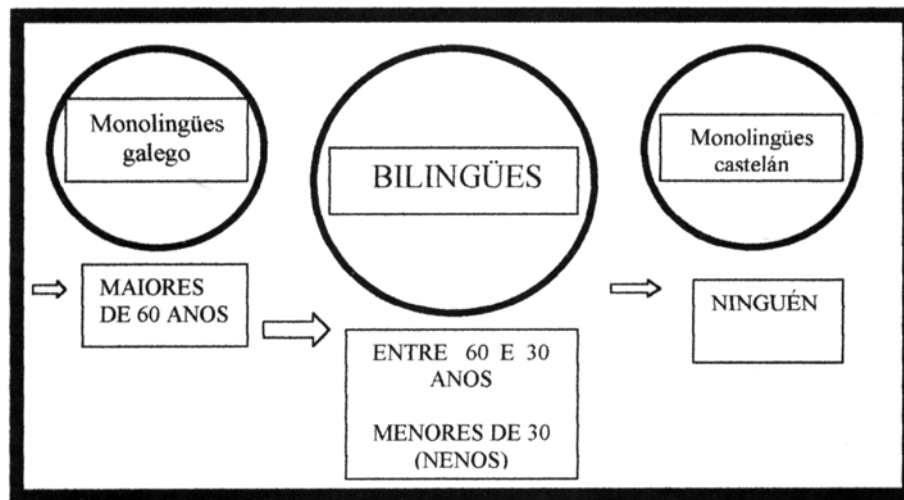 Monolingües
galego
BILINGÜES
Monolingües
castelán
MAIORES
DE 60 ANOS
ENTRE 60 E 30
ANOS
MENORES DE 30
(NENOS)
NINGUÉN